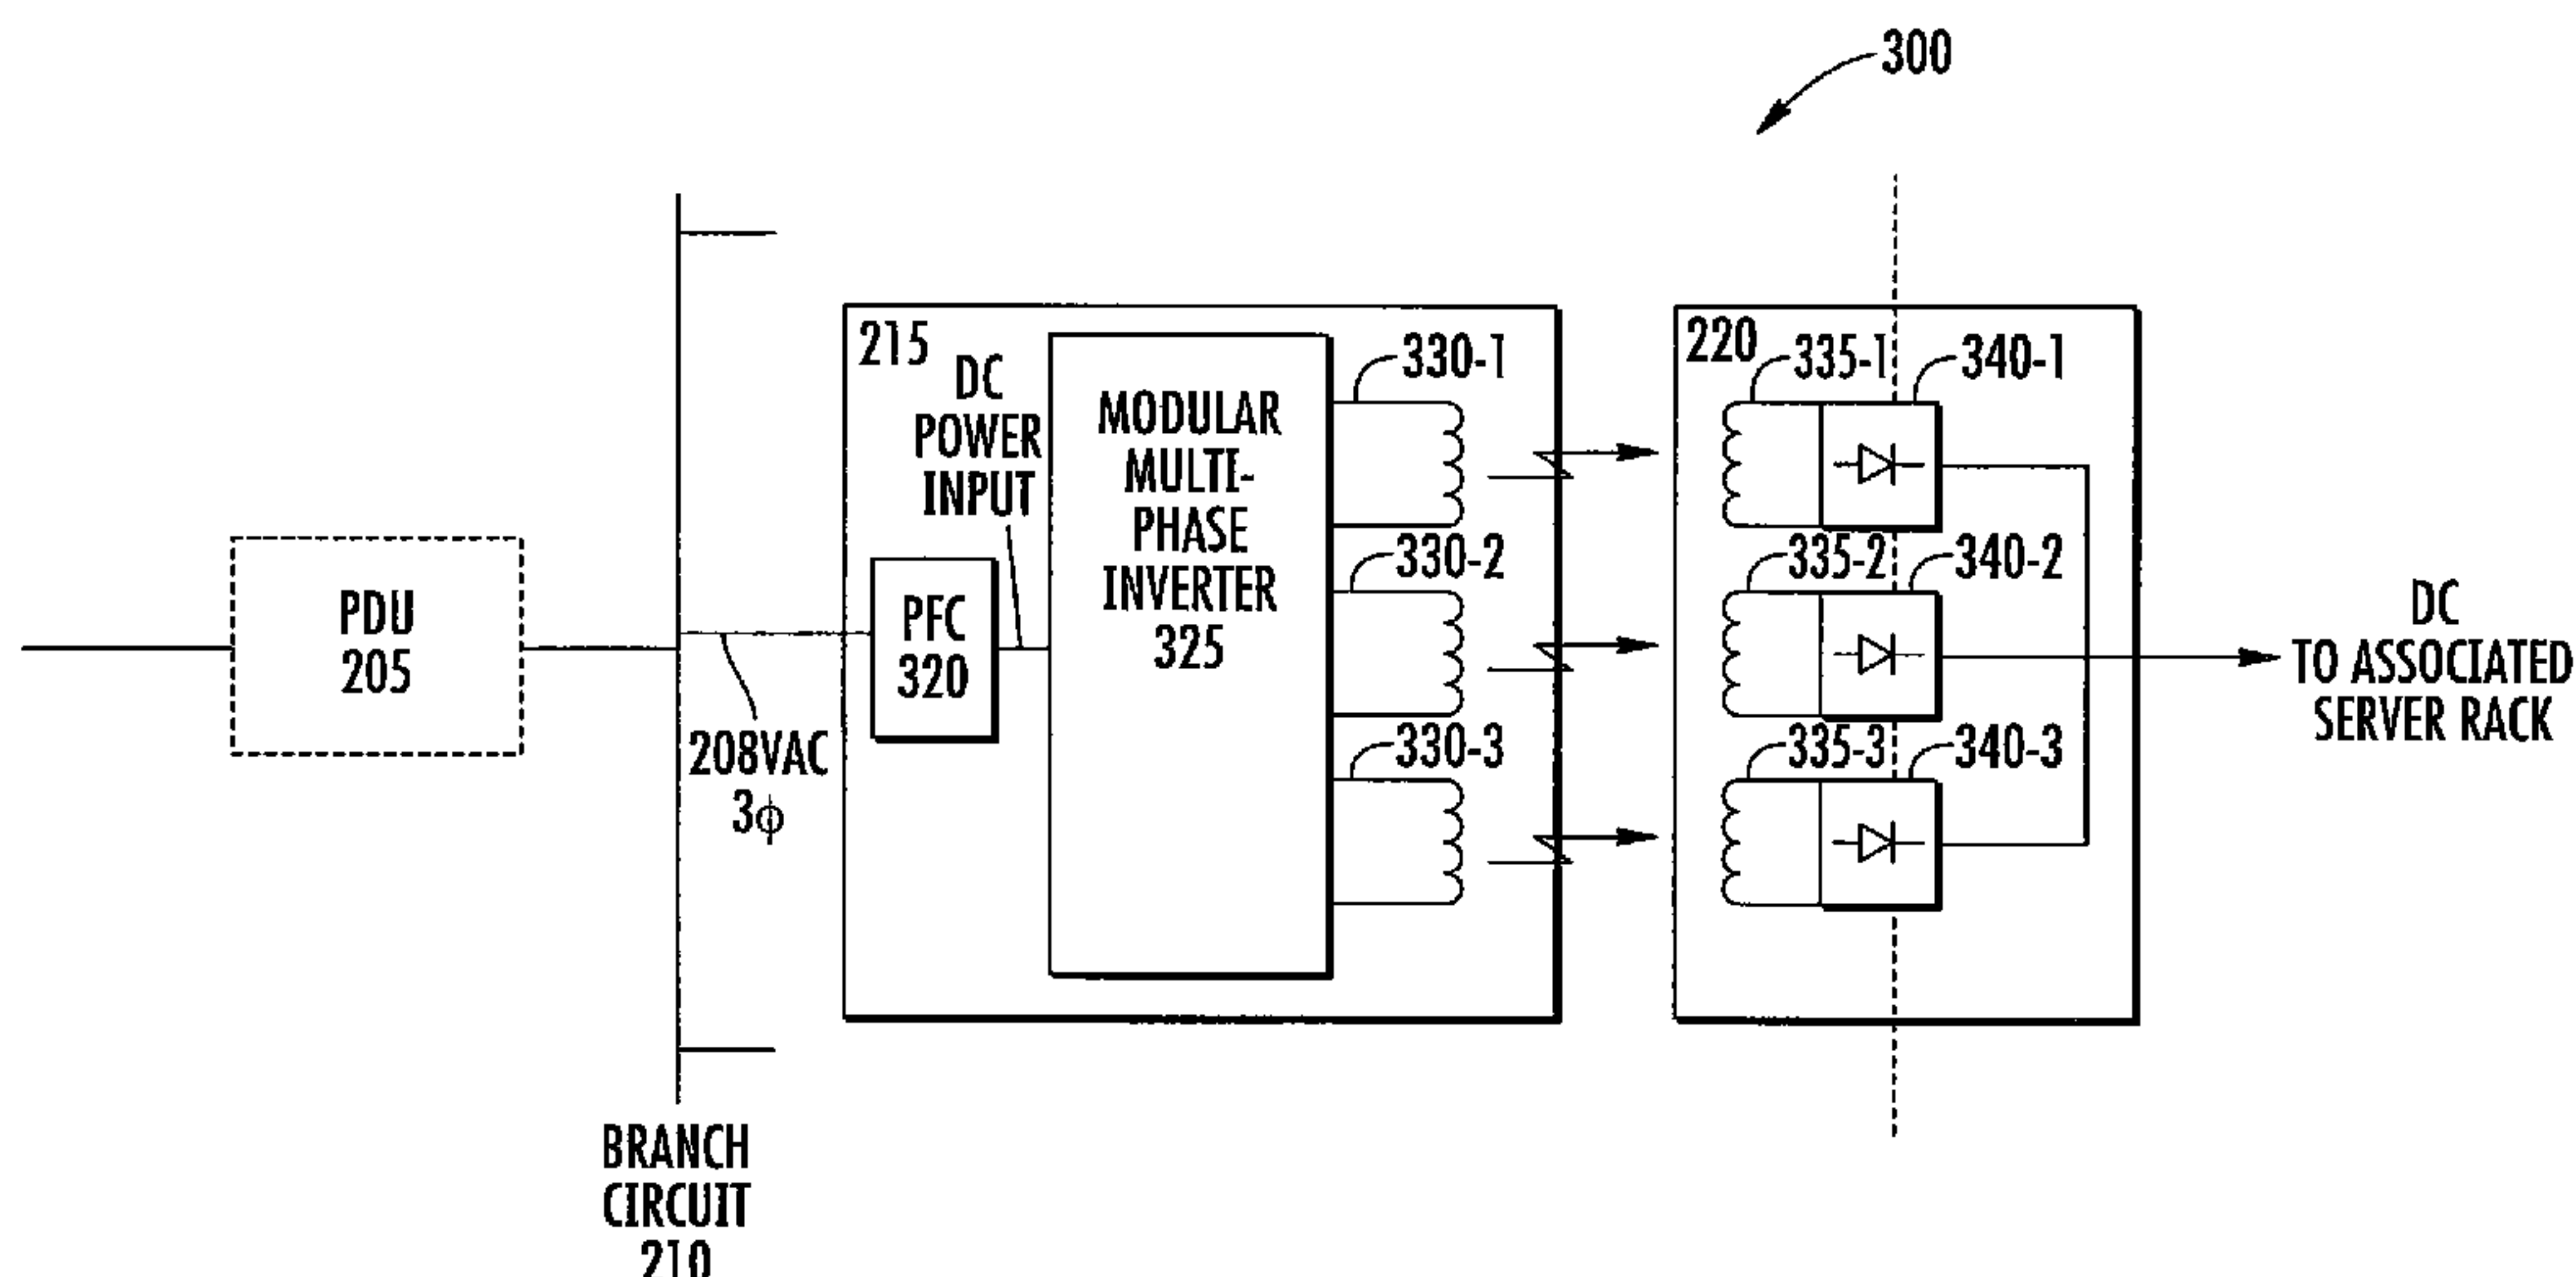 300
215
DC
POWER
INPUT
MODULAR
MULTI-
PHASE
INVERTER
325
330-1
330-2
330-3
220
335-1
340-1
335-2
340-2
335-3
340-3
PDU
205
PFC
320
208VAC
3ϕ
DC
TO ASSOCIATED
SERVER RACK
BRANCH
CIRCUIT
210